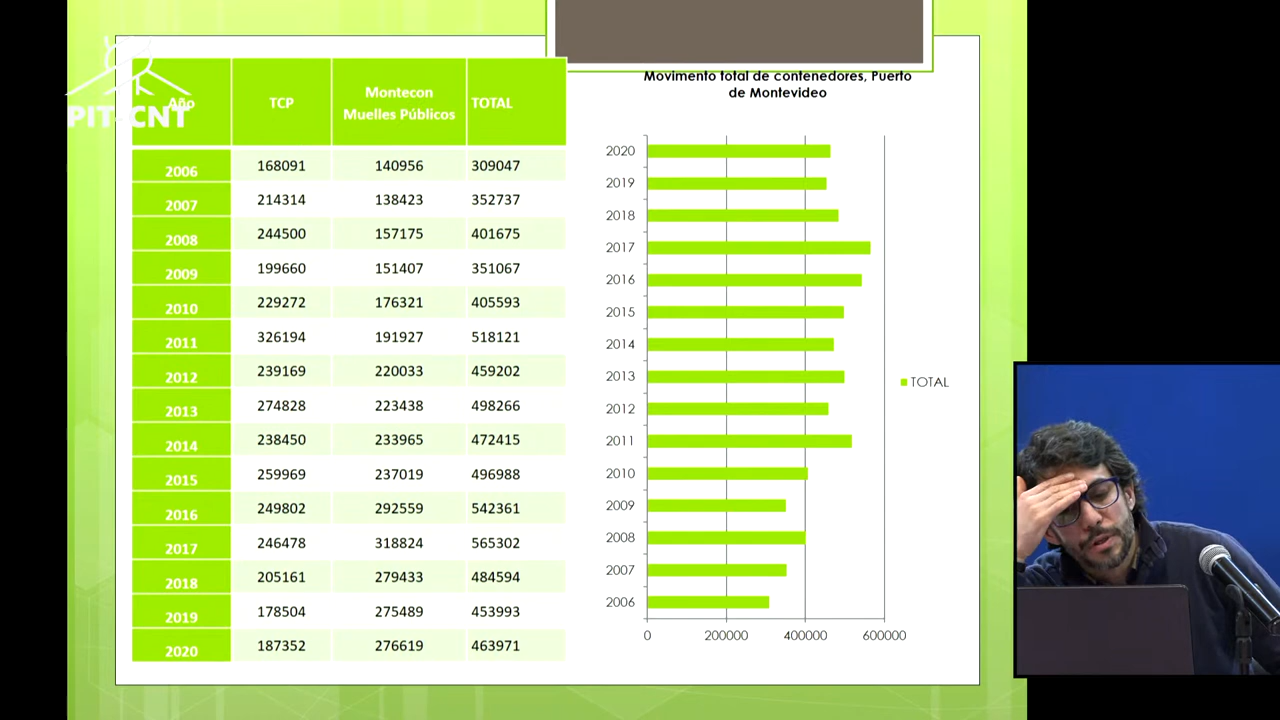 PIT-CNT
Año TCP Montecon Muelles Públicos TOTAL
2006 168091 140956 309047
2007 214314 138423 352737
2008 244500 157175 401675
2009 199660 151407 351067
2010 229272 176321 405593
2011 326194 191927 518121
2012 239169 220033 459202
2013 274828 223438 498266
2014 238450 233965 472415
2015 259969 237019 496988
2016 249802 292559 542361
2017 246478 318824 565302
2018 205161 279433 484594
2019 178504 275489 453993
2020 187352 276619 463971
Movimento total de contenedores, Puerto
de Montevideo
2020
2019
2018
2017
2016
2015
2014
2013
2012
2011
2010
2009
2008
2007
2006
0 200000 400000 600000
TOTAL